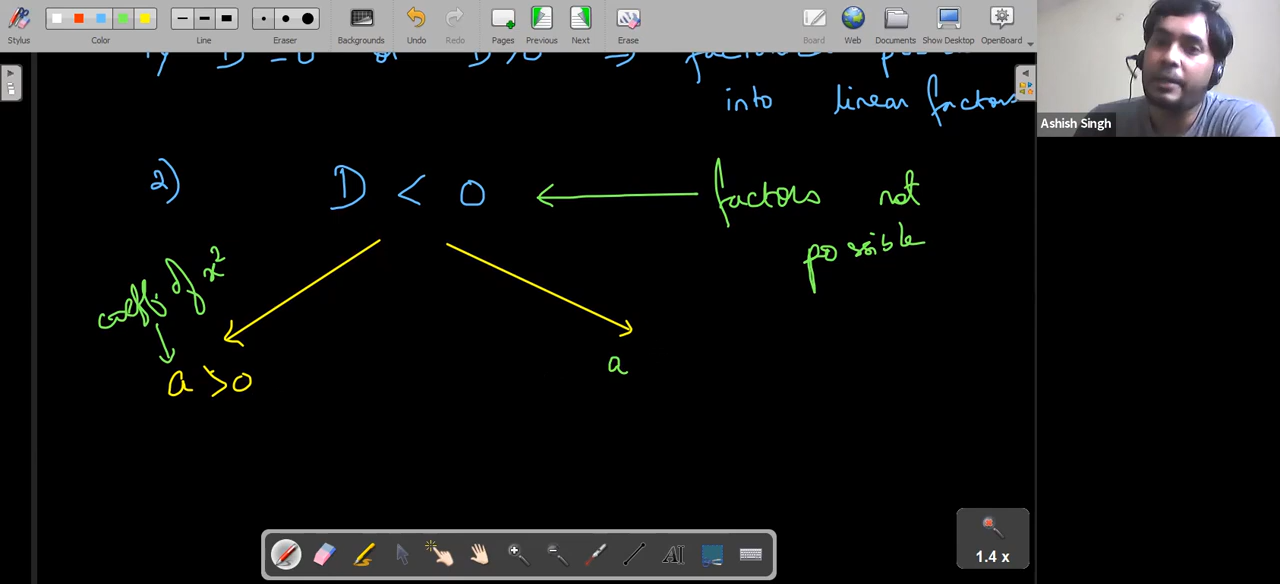 Stylus Color Line Eraser Backgrounds Undo Redo Pages Previous Next Erase Board Web Documents Show Desktop OpenBoard
Ashish Singh
into linear factors
2) D < 0 factors not
possible
coeff. of x²
a > 0 a
1.4 x